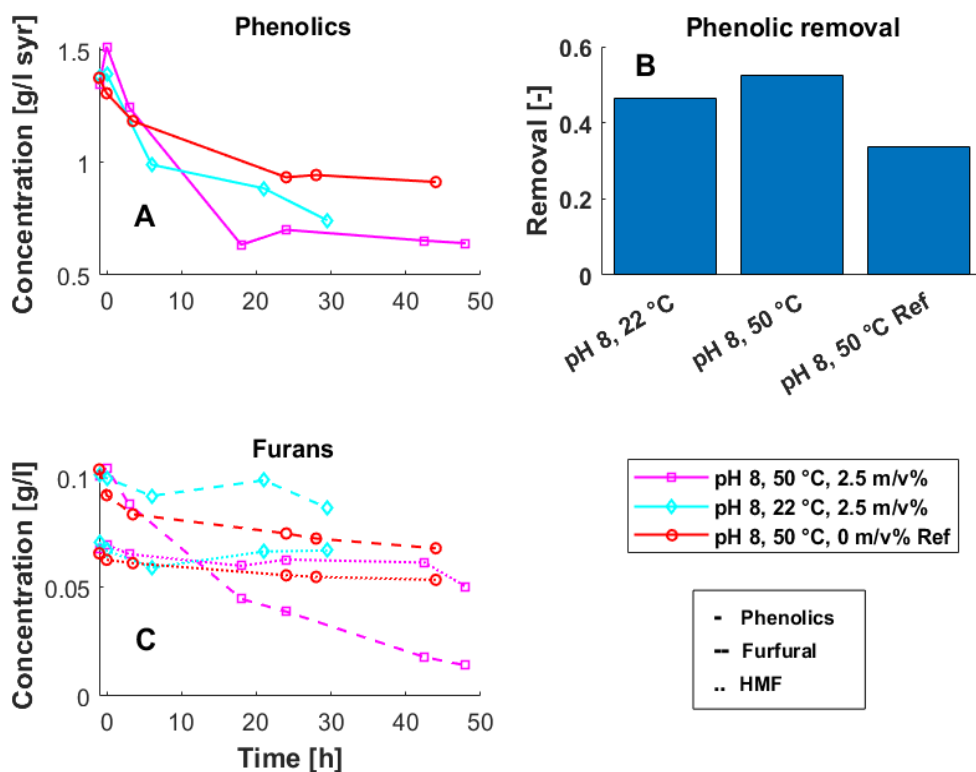 Phenolics
Concentration [g/l syr]
1.5
1
0.5
A
0 10 20 30 40 50
Phenolic removal
Removal [-]
0.6
0.4
0.2
0
B
pH 8, 22 °C
pH 8, 50 °C
pH 8, 50 °C Ref
Furans
Concentration [g/l]
0.1
0.05
0
C
0 10 20 30 40 50
Time [h]
pH 8, 50 °C, 2.5 m/v%
pH 8, 22 °C, 2.5 m/v%
pH 8, 50 °C, 0 m/v% Ref
- Phenolics
-- Furfural
.. HMF